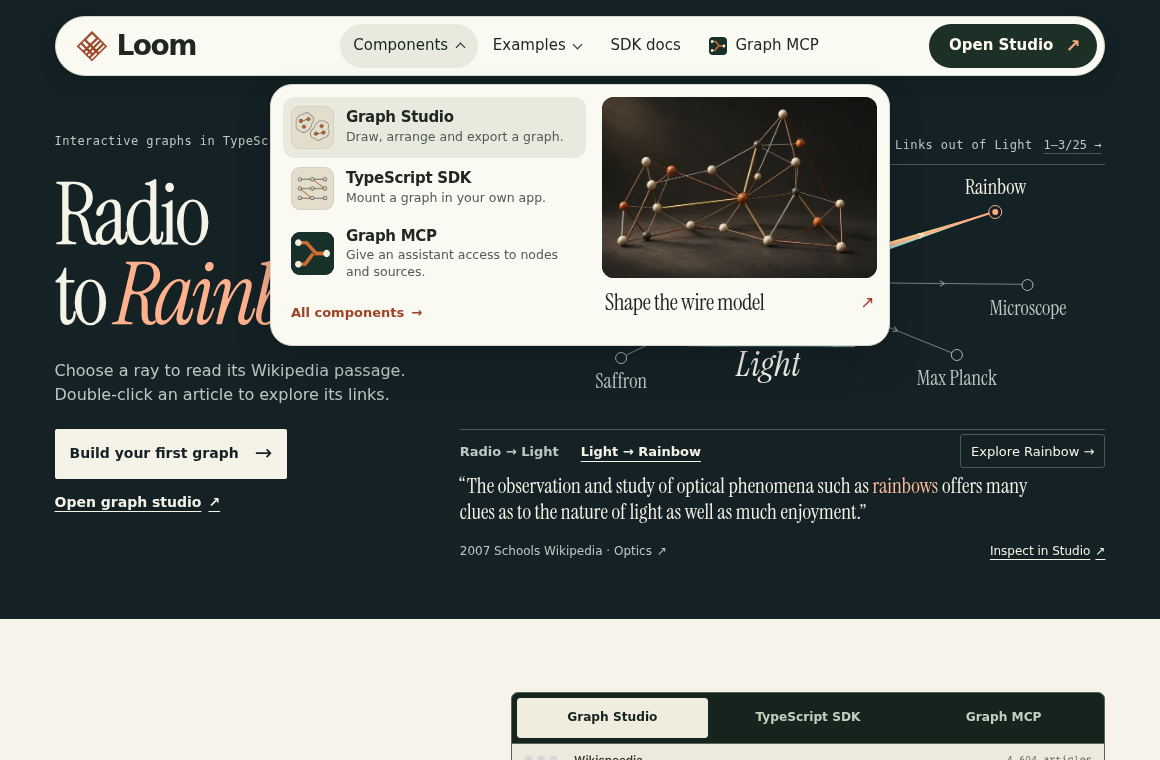 Loom
Components
Examples
SDK docs
Graph MCP
Open Studio ↗
Graph Studio
Draw, arrange and export a graph.
TypeScript SDK
Mount a graph in your own app.
Graph MCP
Give an assistant access to nodes
and sources.
All components →
Shape the wire model ↗
Interactive graphs in
Links out of Light 1–3/25 →
Radio
to
Rainbow
Microscope
Light
Saffron
Max Planck
Choose a ray to read its Wikipedia passage.
Double-click an article to explore its links.
Build your first graph →
Open graph studio ↗
Radio → Light
Light → Rainbow
Explore Rainbow →
“The observation and study of optical phenomena such as rainbows offers many
clues as to the nature of light as well as much enjoyment.”
2007 Schools Wikipedia · Optics ↗
Inspect in Studio ↗
Graph Studio
TypeScript SDK
Graph MCP